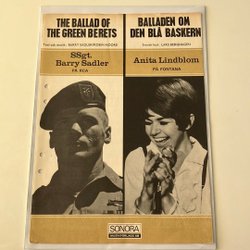 THE BALLAD OF
THE GREEN BERETS
SSgt.
Barry Sadler
PÅ RCA
BALLADEN OM
DEN BLÅ BASKERN
Anita Lindblom
PÅ FONTANA
SONORA